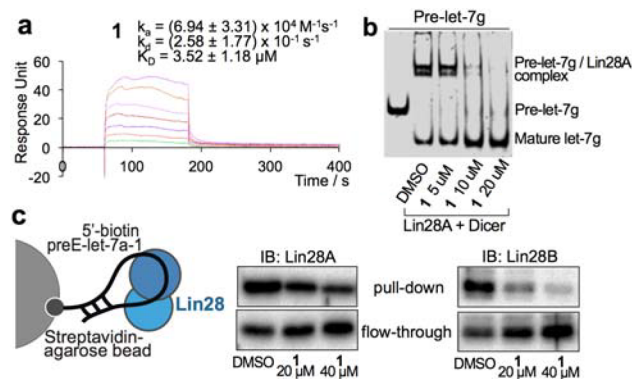 a
1 kₐ = (6.94 ± 3.31) x 10⁴ M⁻¹s⁻¹
k_d = (2.58 ± 1.77) x 10⁻¹ s⁻¹
K_D = 3.52 ± 1.18 µM
Response Unit
60
40
20
0
-20
0
100
200
300
400
Time / s
b
Pre-let-7g
Pre-let-7g / Lin28A
complex
Pre-let-7g
Mature let-7g
DMSO
1 5 uM
1 10 uM
1 20 uM
Lin28A + Dicer
c
5'-biotin
preE-let-7a-1
Lin28
Streptavidin-
agarose bead
IB: Lin28A
IB: Lin28B
pull-down
flow-through
DMSO
1
20 µM
1
40 µM
DMSO
1
20 µM
1
40 µM